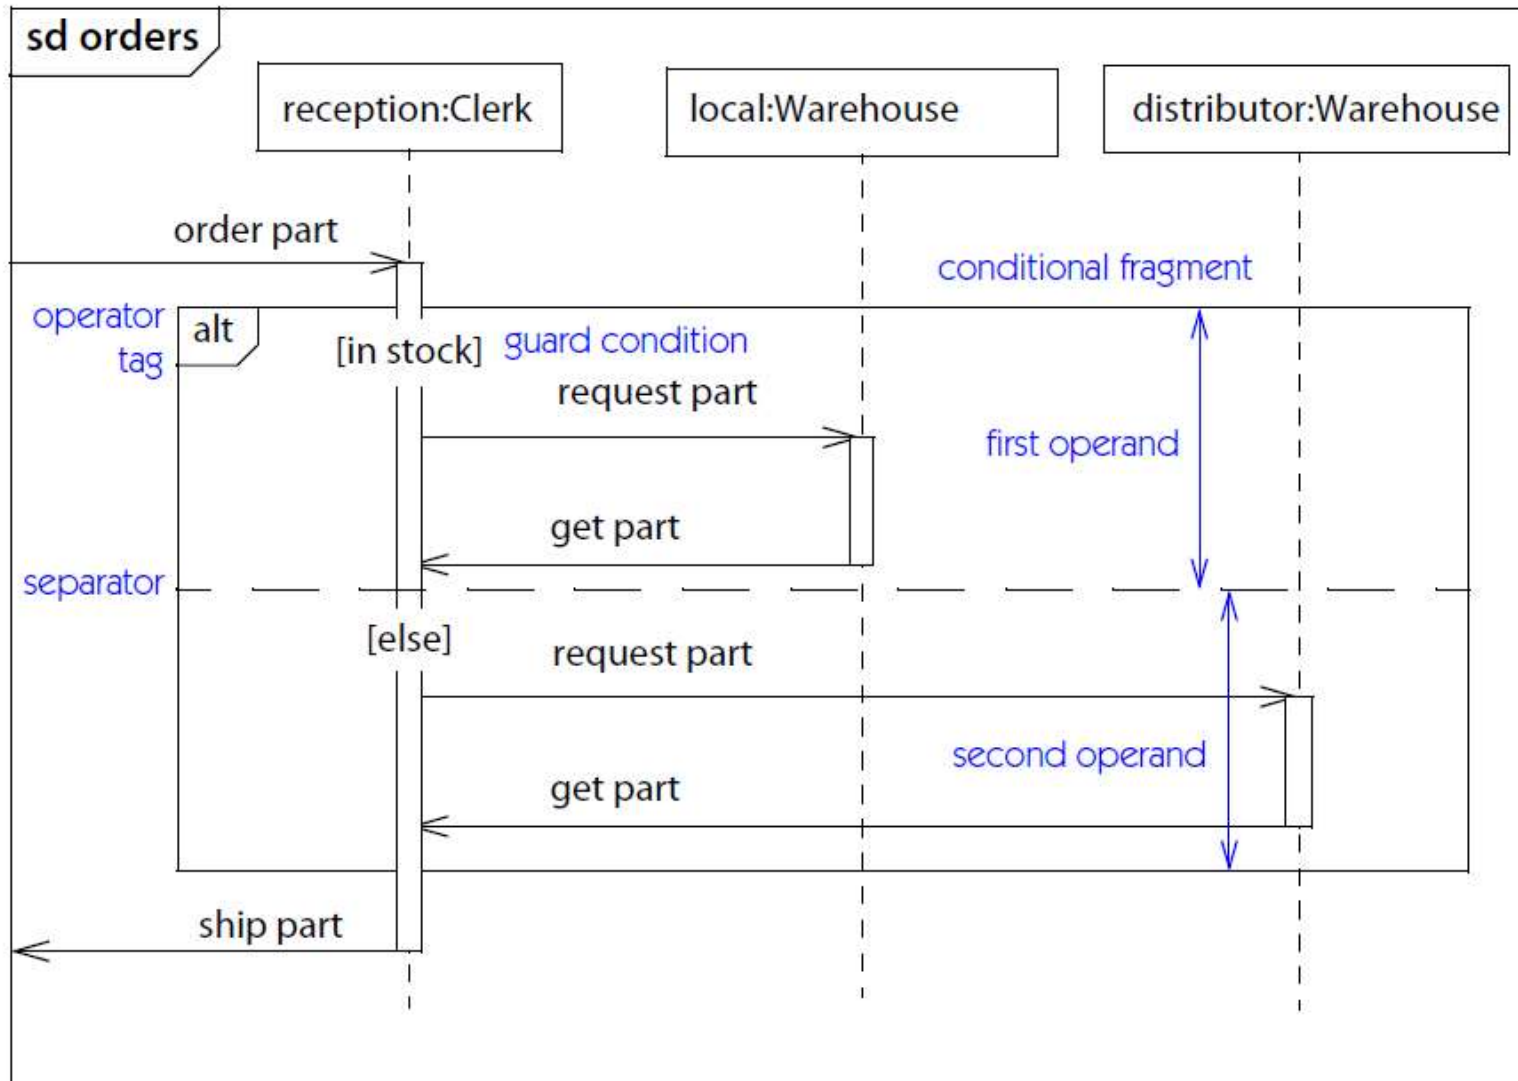 sd orders
reception:Clerk
local:Warehouse
distributor:Warehouse
order part
conditional fragment
operator
tag
alt
[in stock]
guard condition
request part
first operand
get part
separator
[else]
request part
second operand
get part
ship part